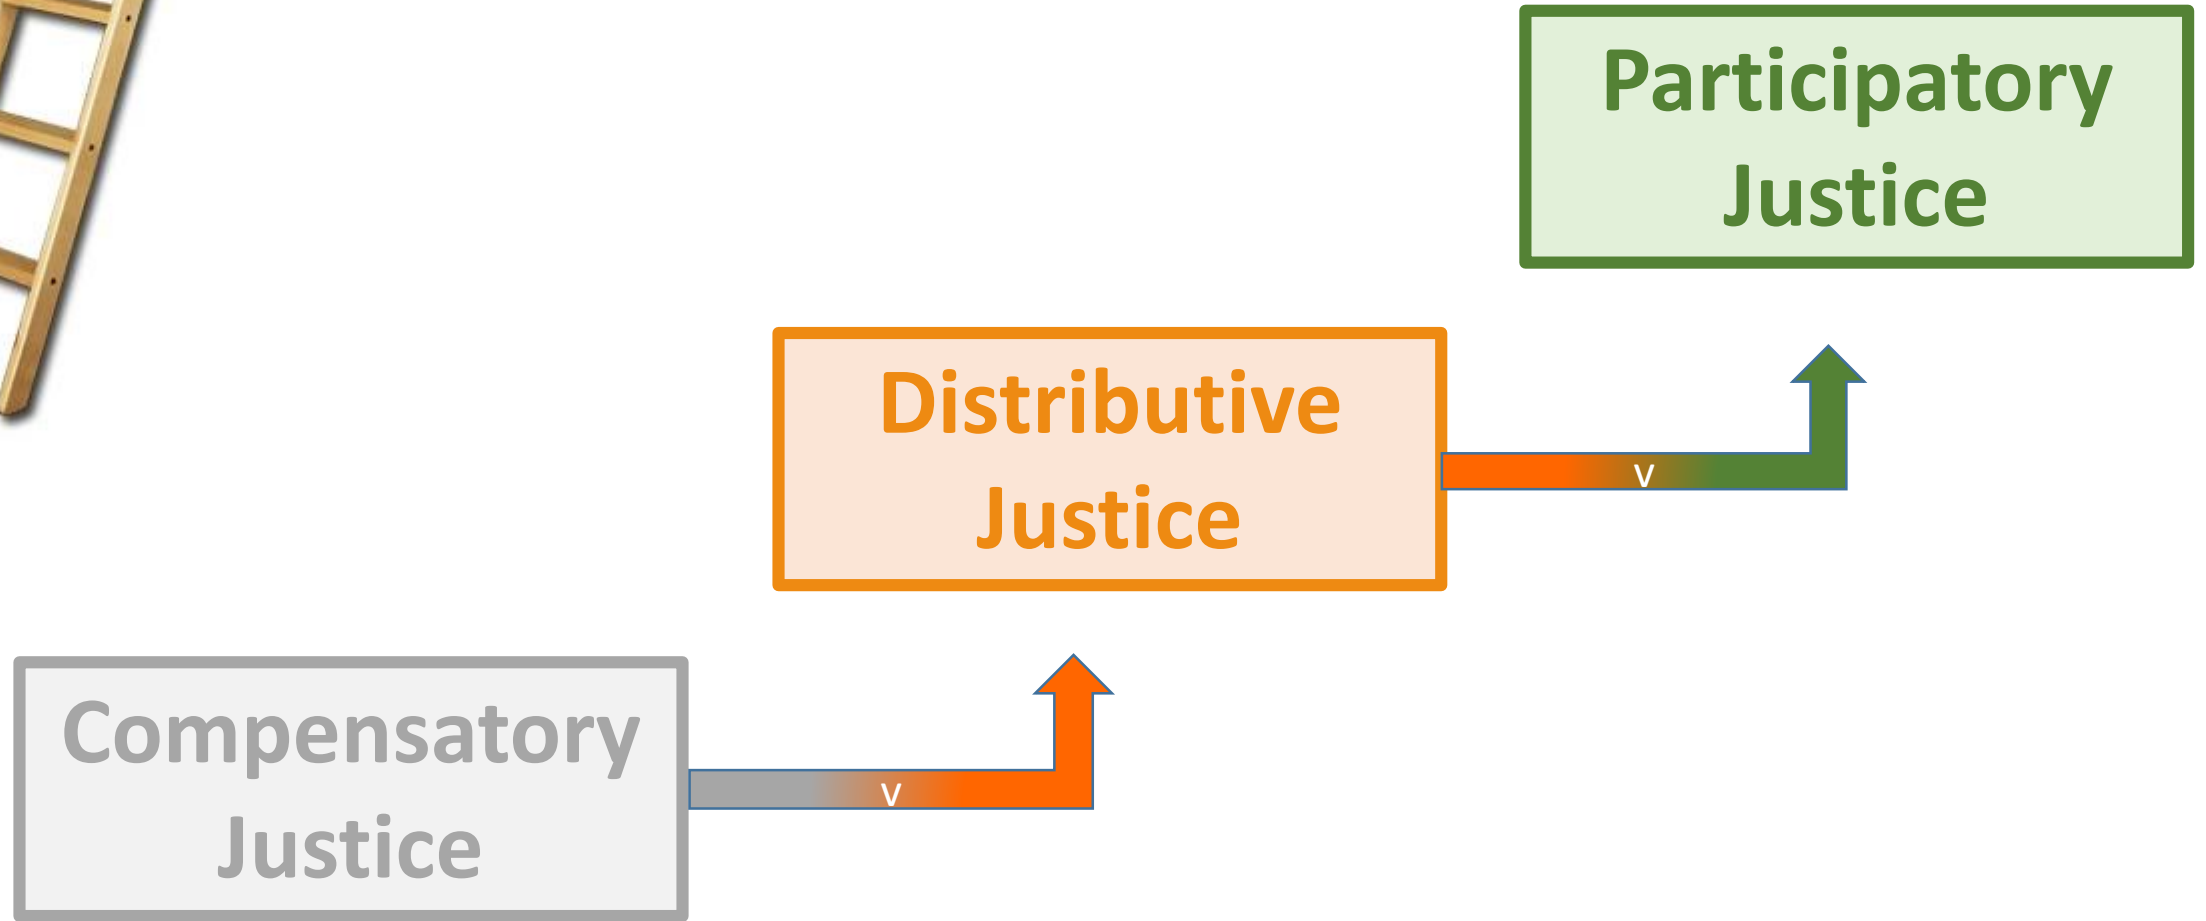 Participatory
Justice
Distributive
Justice
v
Compensatory
Justice
v